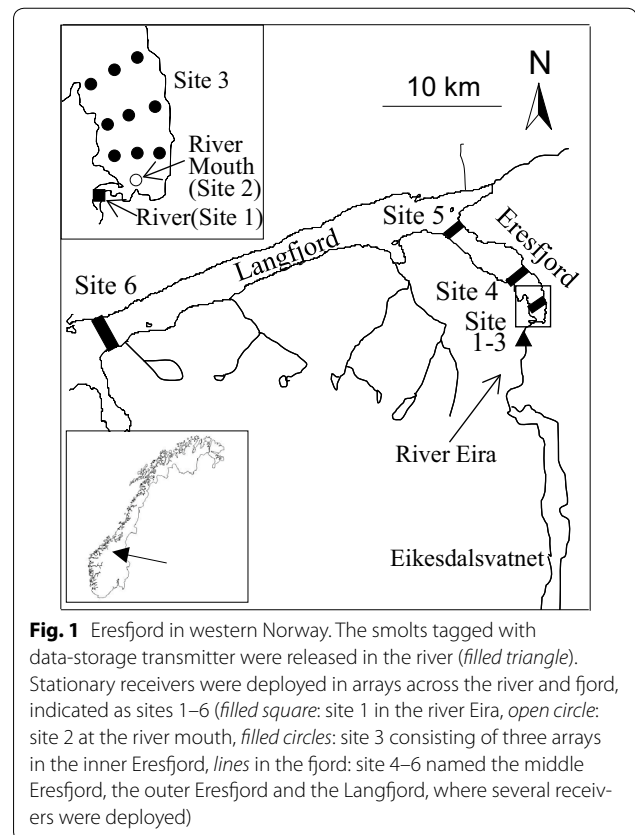 Site 3
River
Mouth
(Site 2)
River(Site 1)
10 km
N
Site 5
Eresfjord
Langfjord
Site 6
Site 4
Site
1-3
River Eira
Eikesdalsvatnet
Fig. 1 Eresfjord in western Norway. The smolts tagged with
data-storage transmitter were released in the river (filled triangle).
Stationary receivers were deployed in arrays across the river and fjord,
indicated as sites 1–6 (filled square: site 1 in the river Eira, open circle:
site 2 at the river mouth, filled circles: site 3 consisting of three arrays
in the inner Eresfjord, lines in the fjord: site 4–6 named the middle
Eresfjord, the outer Eresfjord and the Langfjord, where several receiv-
ers were deployed)